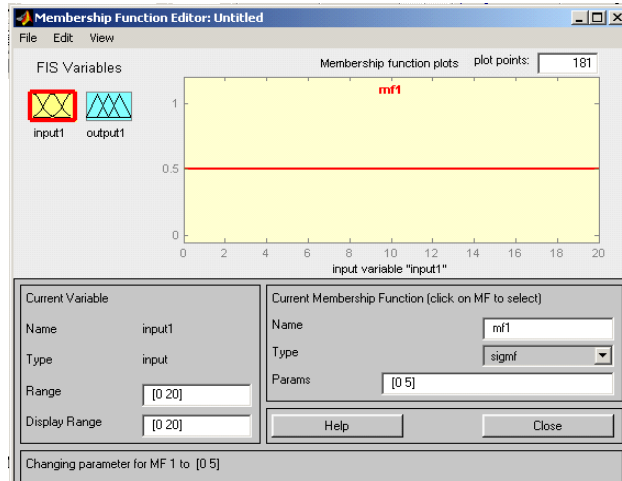 Membership Function Editor: Untitled
File Edit View
FIS Variables
Membership function plots plot points: 181
mf1
input1 output1
1
0.5
0
0 2 4 6 8 10 12 14 16 18 20
input variable "input1"
Current Variable
Name input1
Type input
Range [0 20]
Display Range [0 20]
Current Membership Function (click on MF to select)
Name mf1
Type sigmf
Params [0 5]
Help Close
Changing parameter for MF 1 to [0 5]